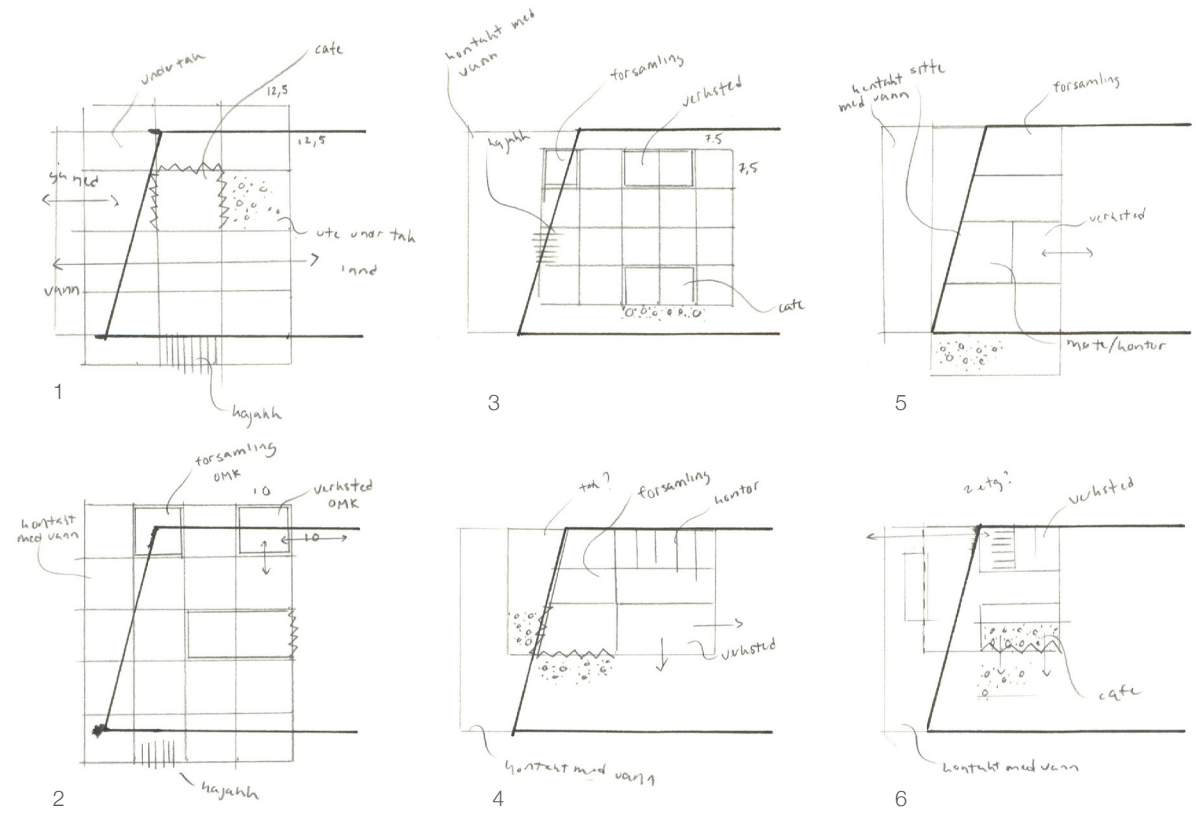 under tak
cafe
12,5
12,5
gå med
ute undr tak
land
vann
kajakk
1
kontakt med
vann
forsamling
verksted
kajakk
7.5
7,5
cafe
3
kontakt
med vann
sitte
forsamling
verksted
møte/kontor
5
forsamling
OMK
10
verksted
OMK
kontakt
med vann
10
kajakk
2
tak?
forsamling
kontor
verksted
kontakt med vann
4
2 etg?
verksted
cafe
kontakt med vann
6